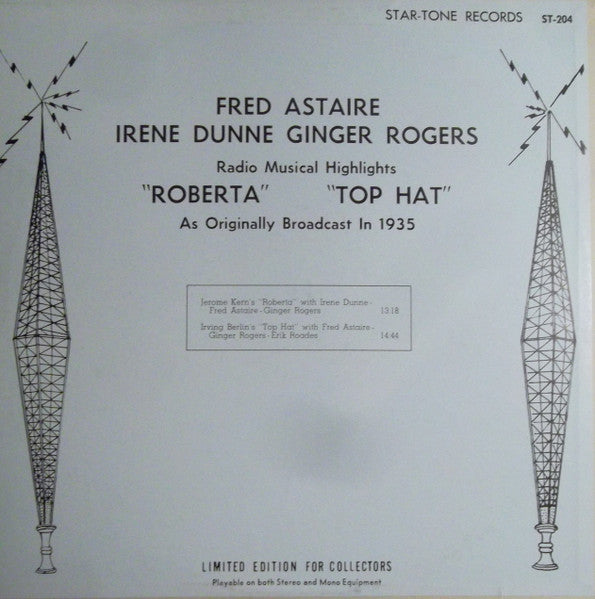 STAR-TONE RECORDS ST-204
FRED ASTAIRE
IRENE DUNNE GINGER ROGERS
Radio Musical Highlights
"ROBERTA" "TOP HAT"
As Originally Broadcast In 1935
Jerome Kern's "Roberta" with Irene Dunne-
Fred Astaire-Ginger Rogers 13:18
Irving Berlin's "Top Hat" with Fred Astaire-
Ginger Rogers-Erik Roades 14:44
LIMITED EDITION FOR COLLECTORS
Playable on both Stereo and Mono Equipment